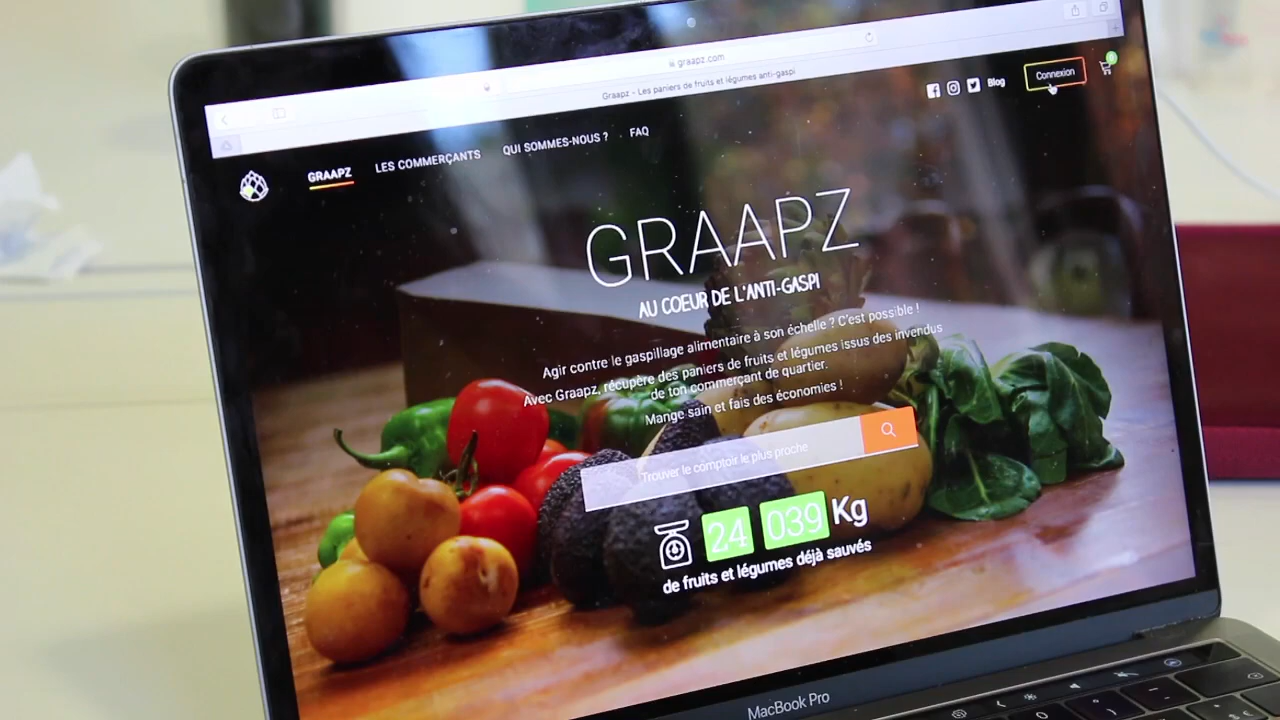 graapz.com
Graapz - Les paniers de fruits et légumes anti-gaspi
GRAAPZ LES COMMERÇANTS QUI SOMMES-NOUS ? FAQ Blog Connexion 0
GRAAPZ
AU COEUR DE L'ANTI-GASPI
Agir contre le gaspillage alimentaire à son échelle ? C'est possible !
Avec Graapz, récupère des paniers de fruits et légumes issus des invendus
de ton commerçant de quartier.
Mange sain et fais des économies !
Trouver le comptoir le plus proche
24 039 Kg
de fruits et légumes déjà sauvés
MacBook Pro